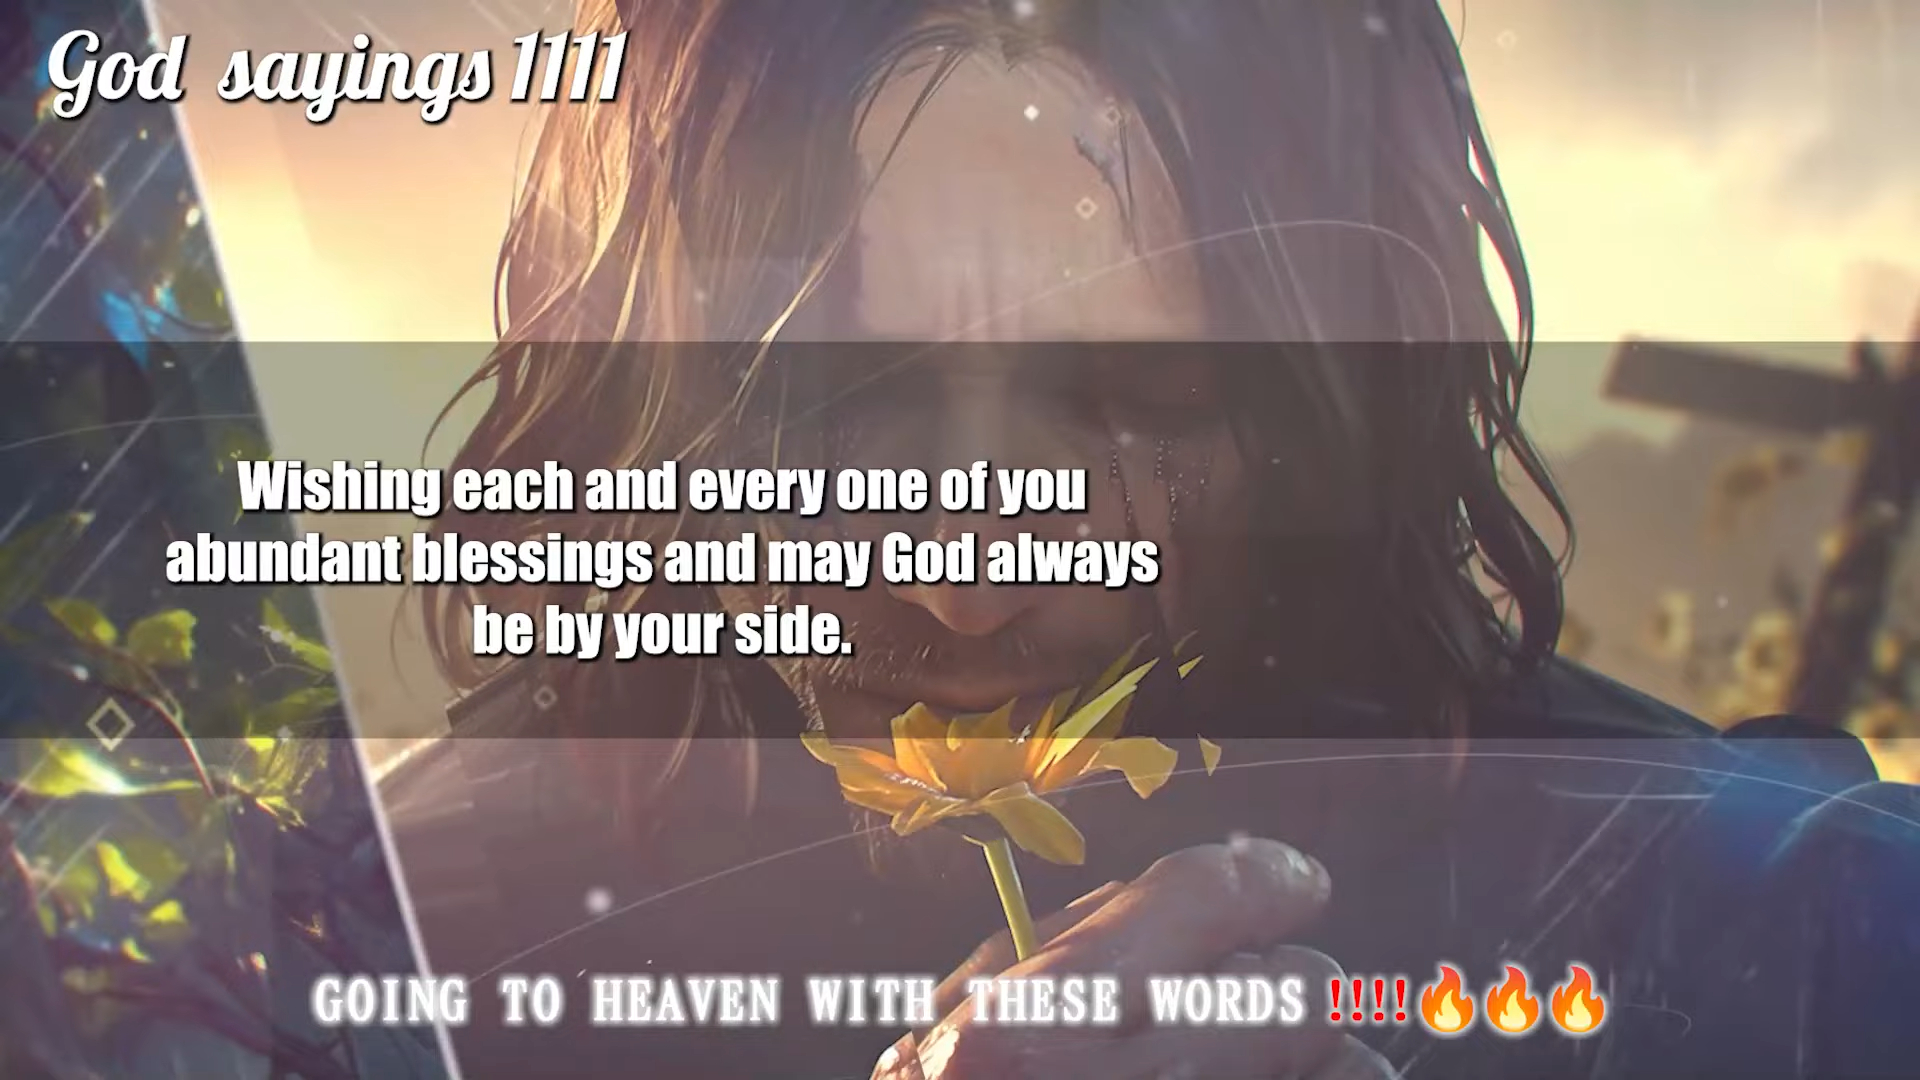 God sayings 1111
Wishing each and every one of you
abundant blessings and may God always
be by your side.
GOING TO HEAVEN WITH THESE WORDS !!!!🔥🔥🔥